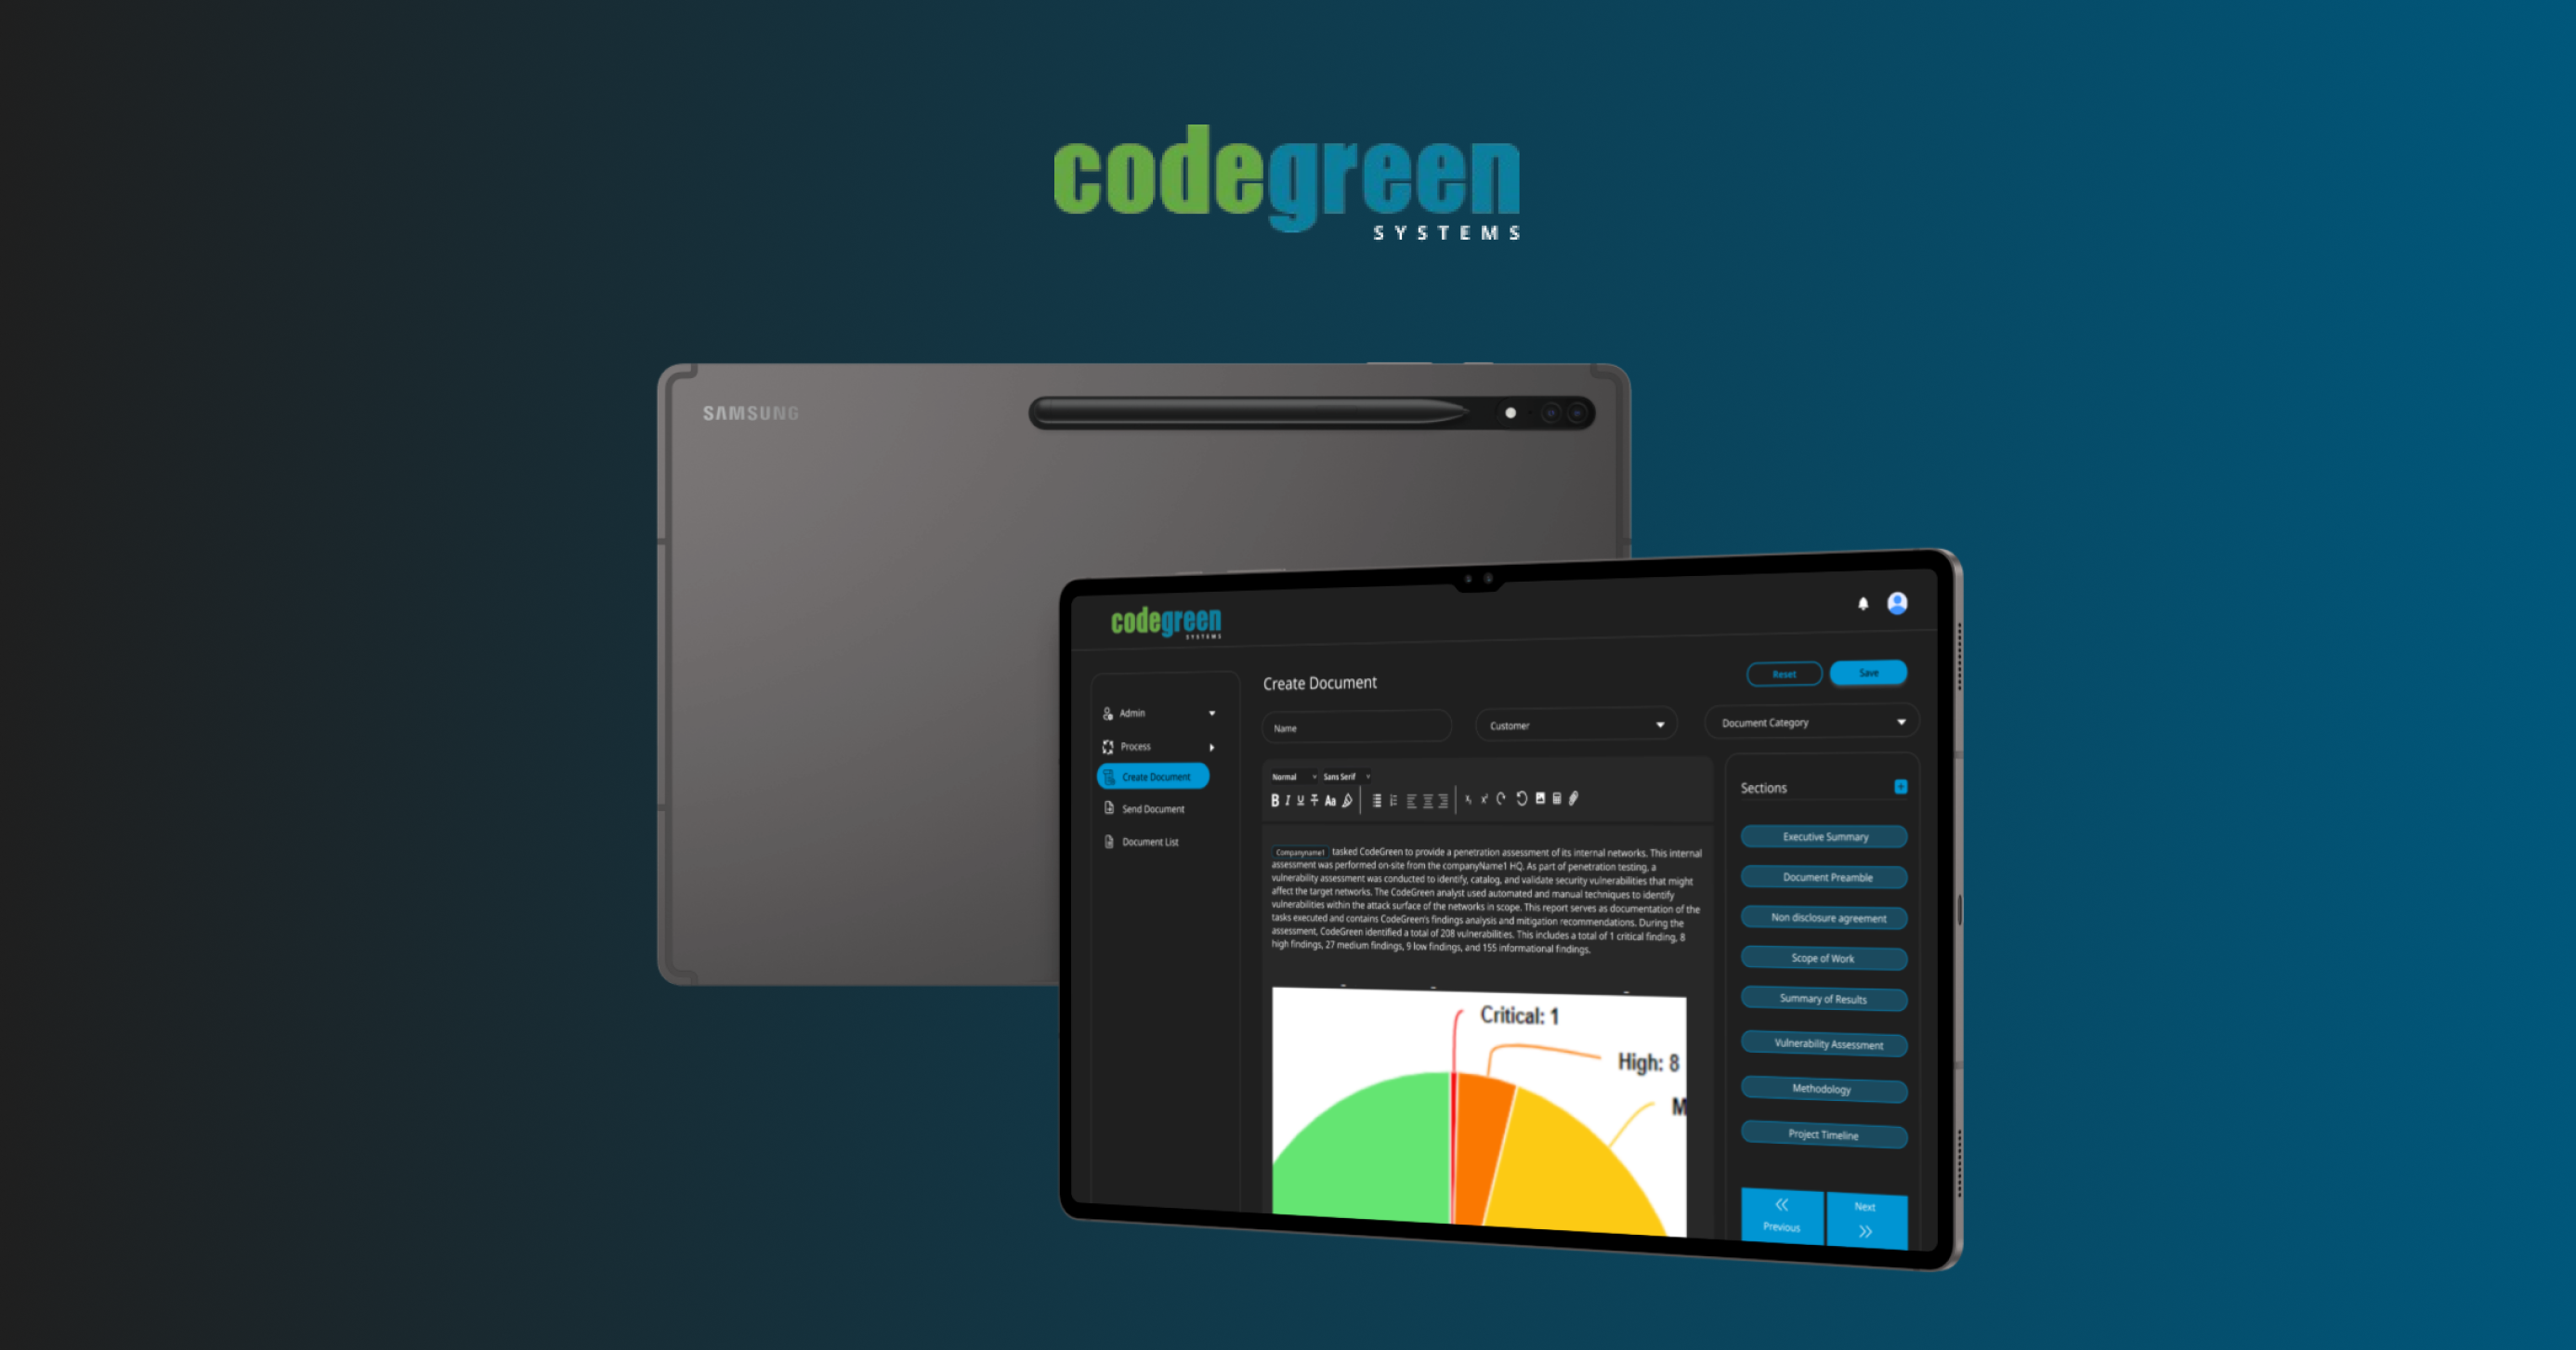 codegreen
SYSTEMS
SAMSUNG
codegreen
SYSTEMS
Create Document
Reset
Save
Admin
Process
Create Document
Send Document
Document List
Name
Customer
Document Category
Normal
Sans Serif
B I U T Aa
x₂ x²
Companyname1 tasked CodeGreen to provide a penetration assessment of its internal networks. This internal
assessment was performed on-site from the companyName1 HQ. As part of penetration testing, a
vulnerability assessment was conducted to identify, catalog, and validate security vulnerabilities that might
affect the target networks. The CodeGreen analyst used automated and manual techniques to identify
vulnerabilities within the attack surface of the networks in scope. This report serves as documentation of the
tasks executed and contains CodeGreen's findings analysis and mitigation recommendations. During the
assessment, CodeGreen identified a total of 208 vulnerabilities. This includes a total of 1 critical finding, 8
high findings, 27 medium findings, 9 low findings, and 155 informational findings.
Critical: 1
High: 8
M
Sections
Executive Summary
Document Preamble
Non disclosure agreement
Scope of Work
Summary of Results
Vulnerability Assessment
Methodology
Project Timeline
Previous
Next